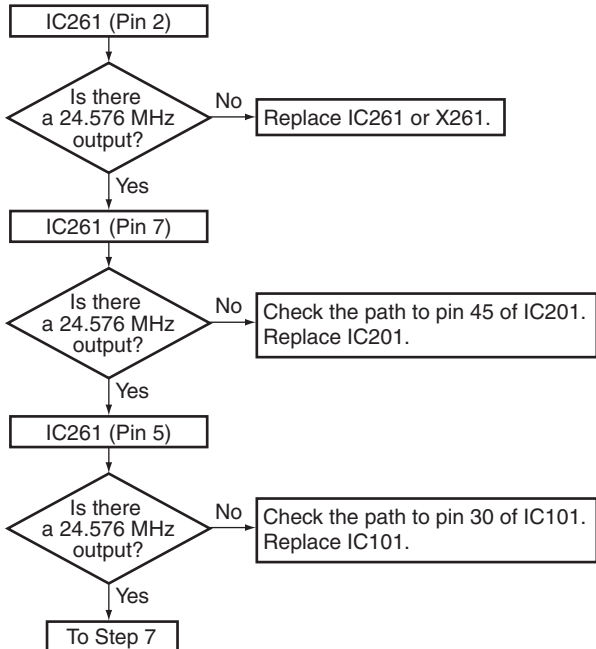 IC261 (Pin 2)
Is there
a 24.576 MHz
output?
No
Replace IC261 or X261.
Yes
IC261 (Pin 7)
Is there
a 24.576 MHz
output?
No
Check the path to pin 45 of IC201.
Replace IC201.
Yes
IC261 (Pin 5)
Is there
a 24.576 MHz
output?
No
Check the path to pin 30 of IC101.
Replace IC101.
Yes
To Step 7